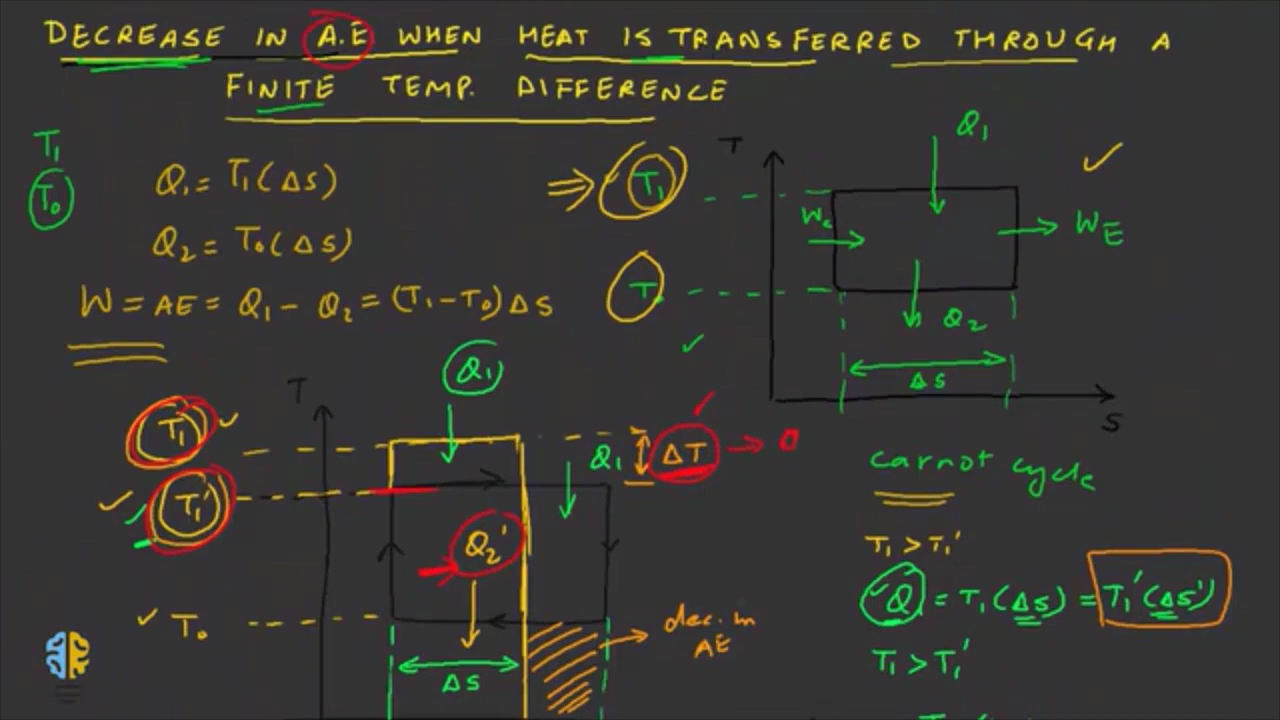 DECREASE IN A.E WHEN HEAT IS TRANSFERRED THROUGH A
FINITE TEMP. DIFFERENCE
T₁
T₀
Q₁ = T₁(Δs)
Q₂ = T₀(Δs)
W = AE = Q₁ - Q₂ = (T₁-T₀)Δs
T
T₁
T
Q₁
Wc
W_E
Q₂
Δs
S
T
Q₁
T₁
T₁'
T₀
Q₁
ΔT → 0
Q₂'
Δs
dec. in
AE
carnot cycle
T₁ > T₁'
Q = T₁(Δs) = T₁'(Δs')
T₁ > T₁'